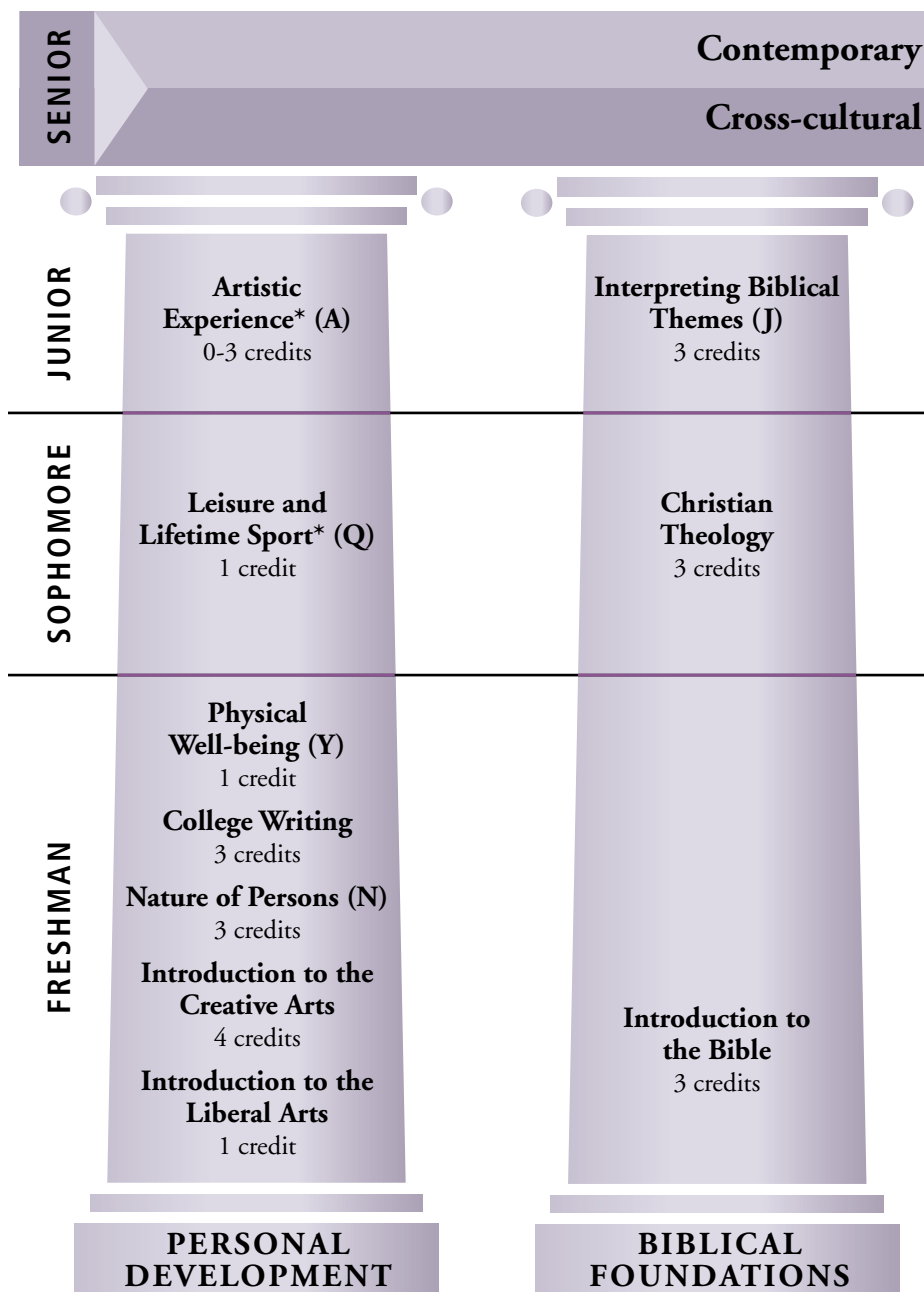 SENIOR
Contemporary
Cross-cultural
JUNIOR
Artistic
Experience* (A)
0-3 credits
Interpreting Biblical
Themes (J)
3 credits
SOPHOMORE
Leisure and
Lifetime Sport* (Q)
1 credit
Christian
Theology
3 credits
FRESHMAN
Physical
Well-being (Y)
1 credit
College Writing
3 credits
Nature of Persons (N)
3 credits
Introduction to the
Creative Arts
4 credits
Introduction to the
Liberal Arts
1 credit
Introduction to
the Bible
3 credits
PERSONAL
DEVELOPMENT
BIBLICAL
FOUNDATIONS